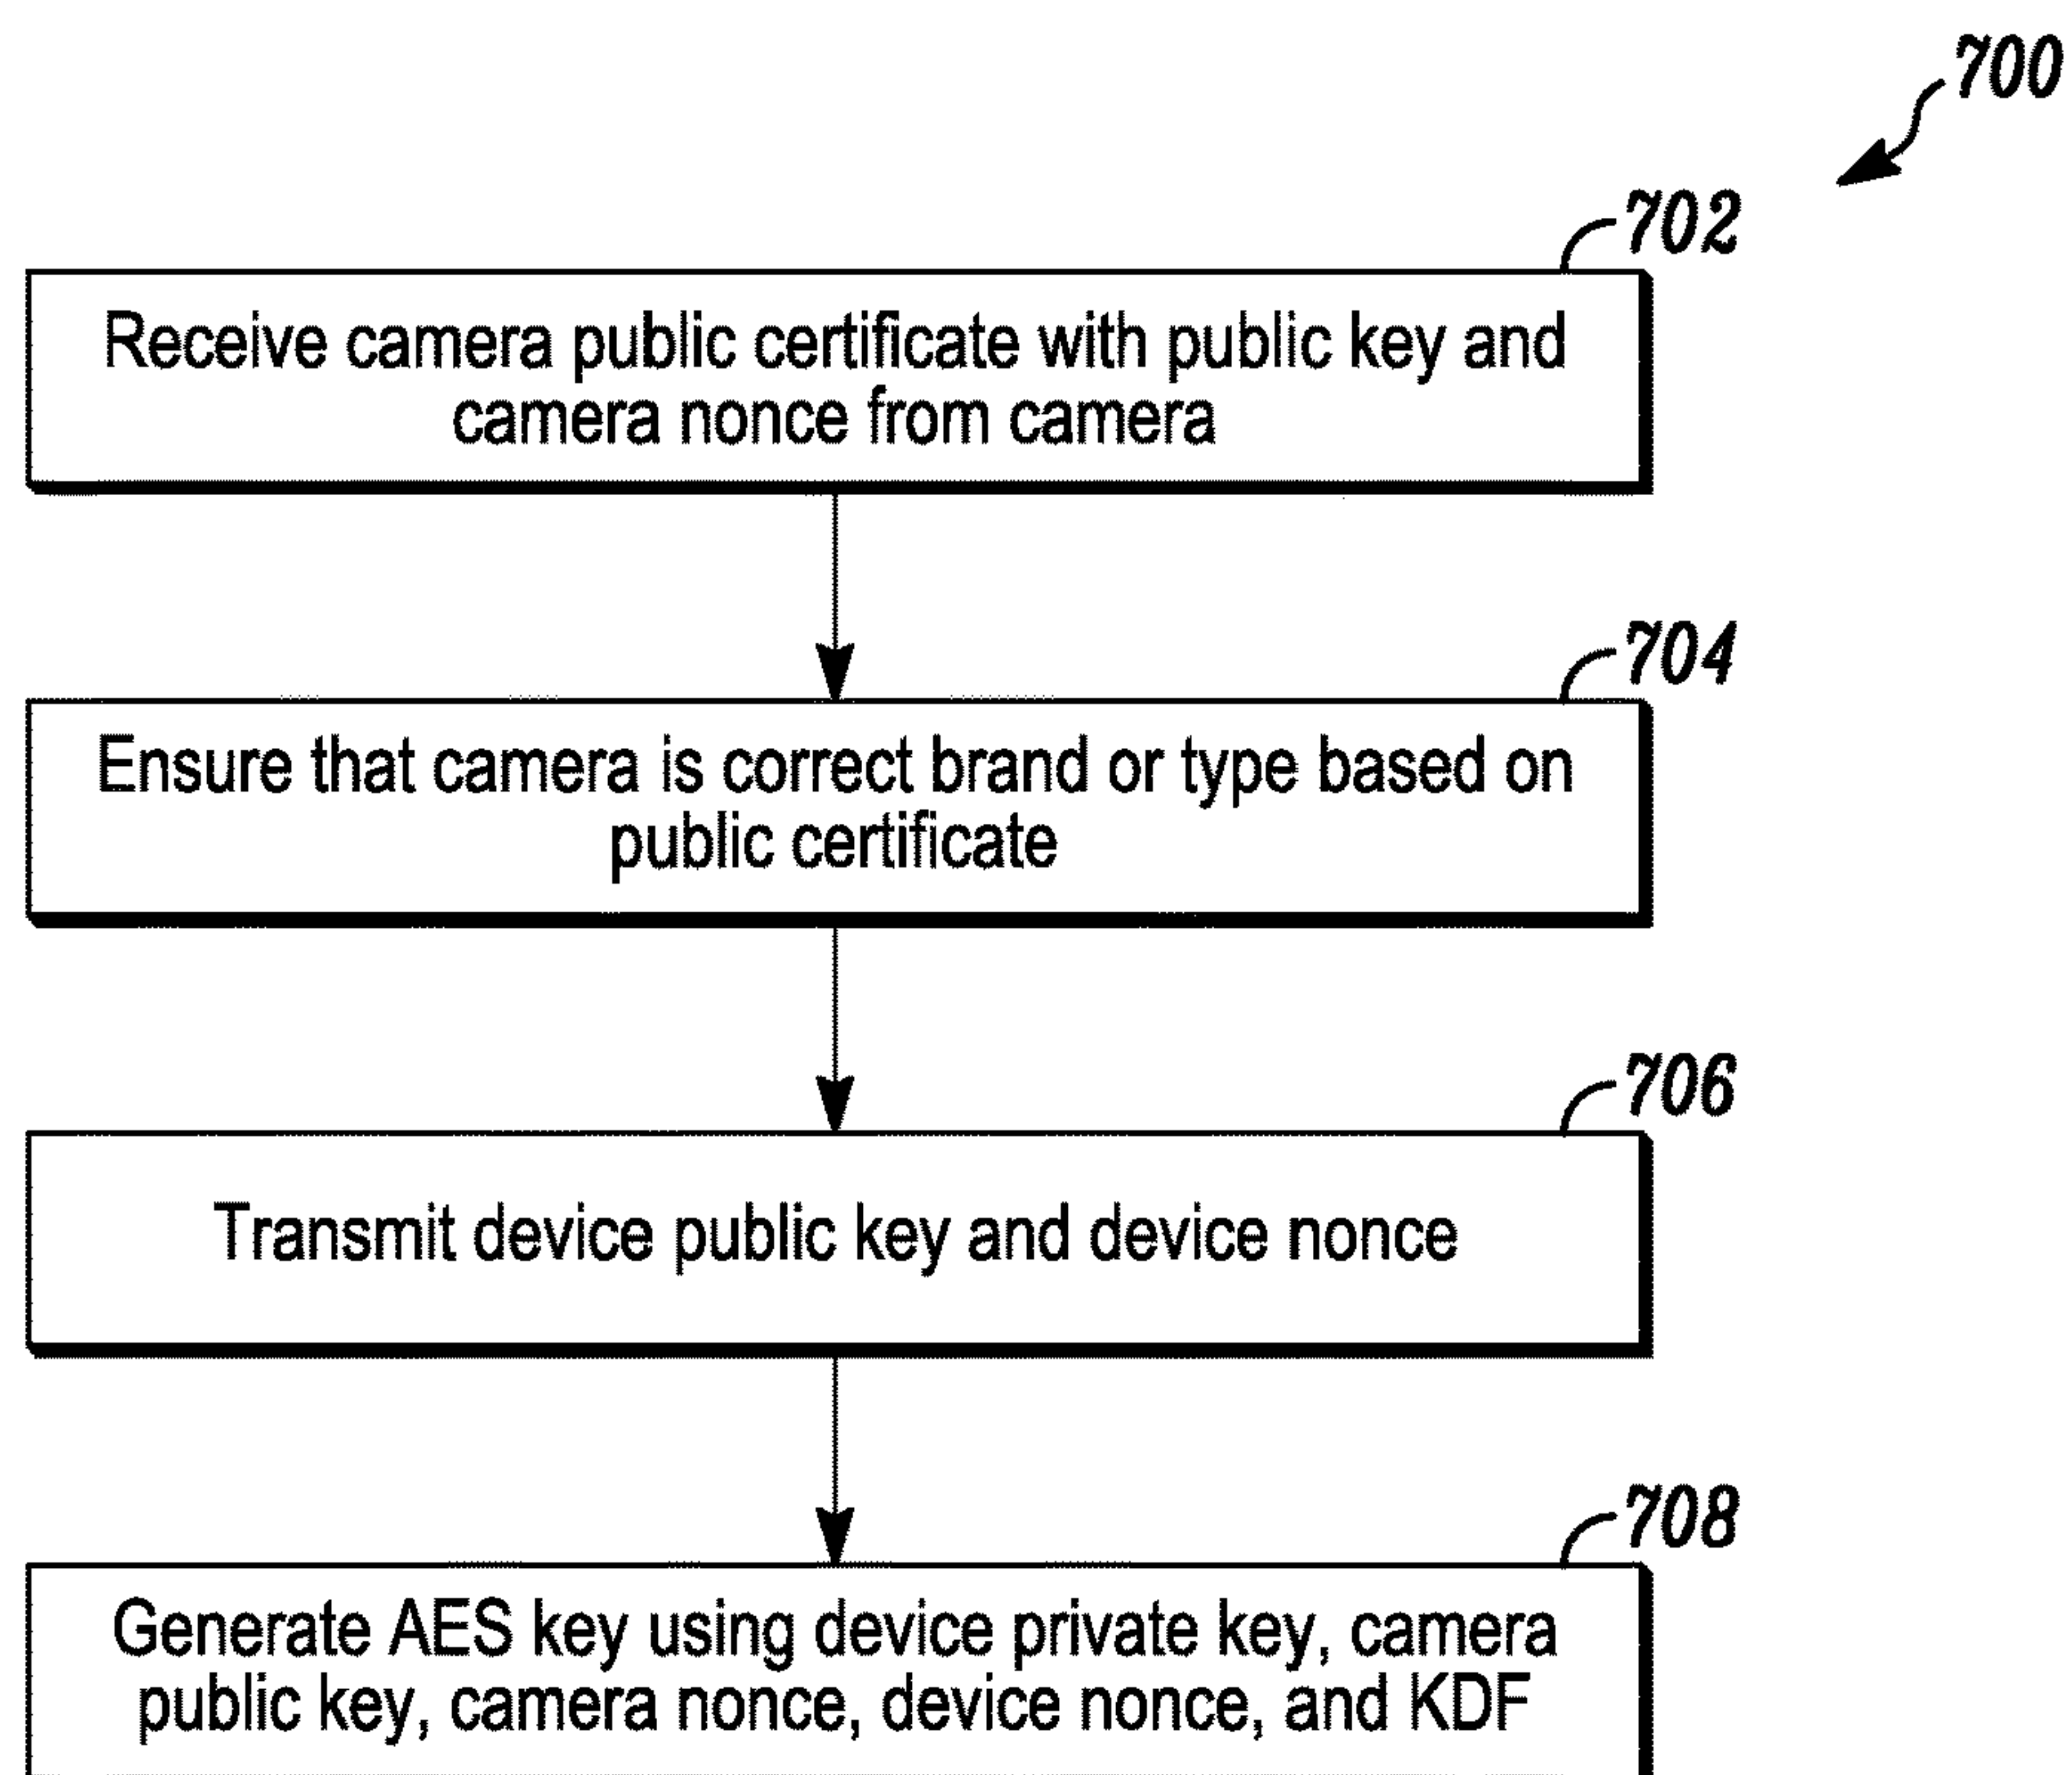 700
702
Receive camera public certificate with public key and
camera nonce from camera
704
Ensure that camera is correct brand or type based on
public certificate
706
Transmit device public key and device nonce
708
Generate AES key using device private key, camera
public key, camera nonce, device nonce, and KDF